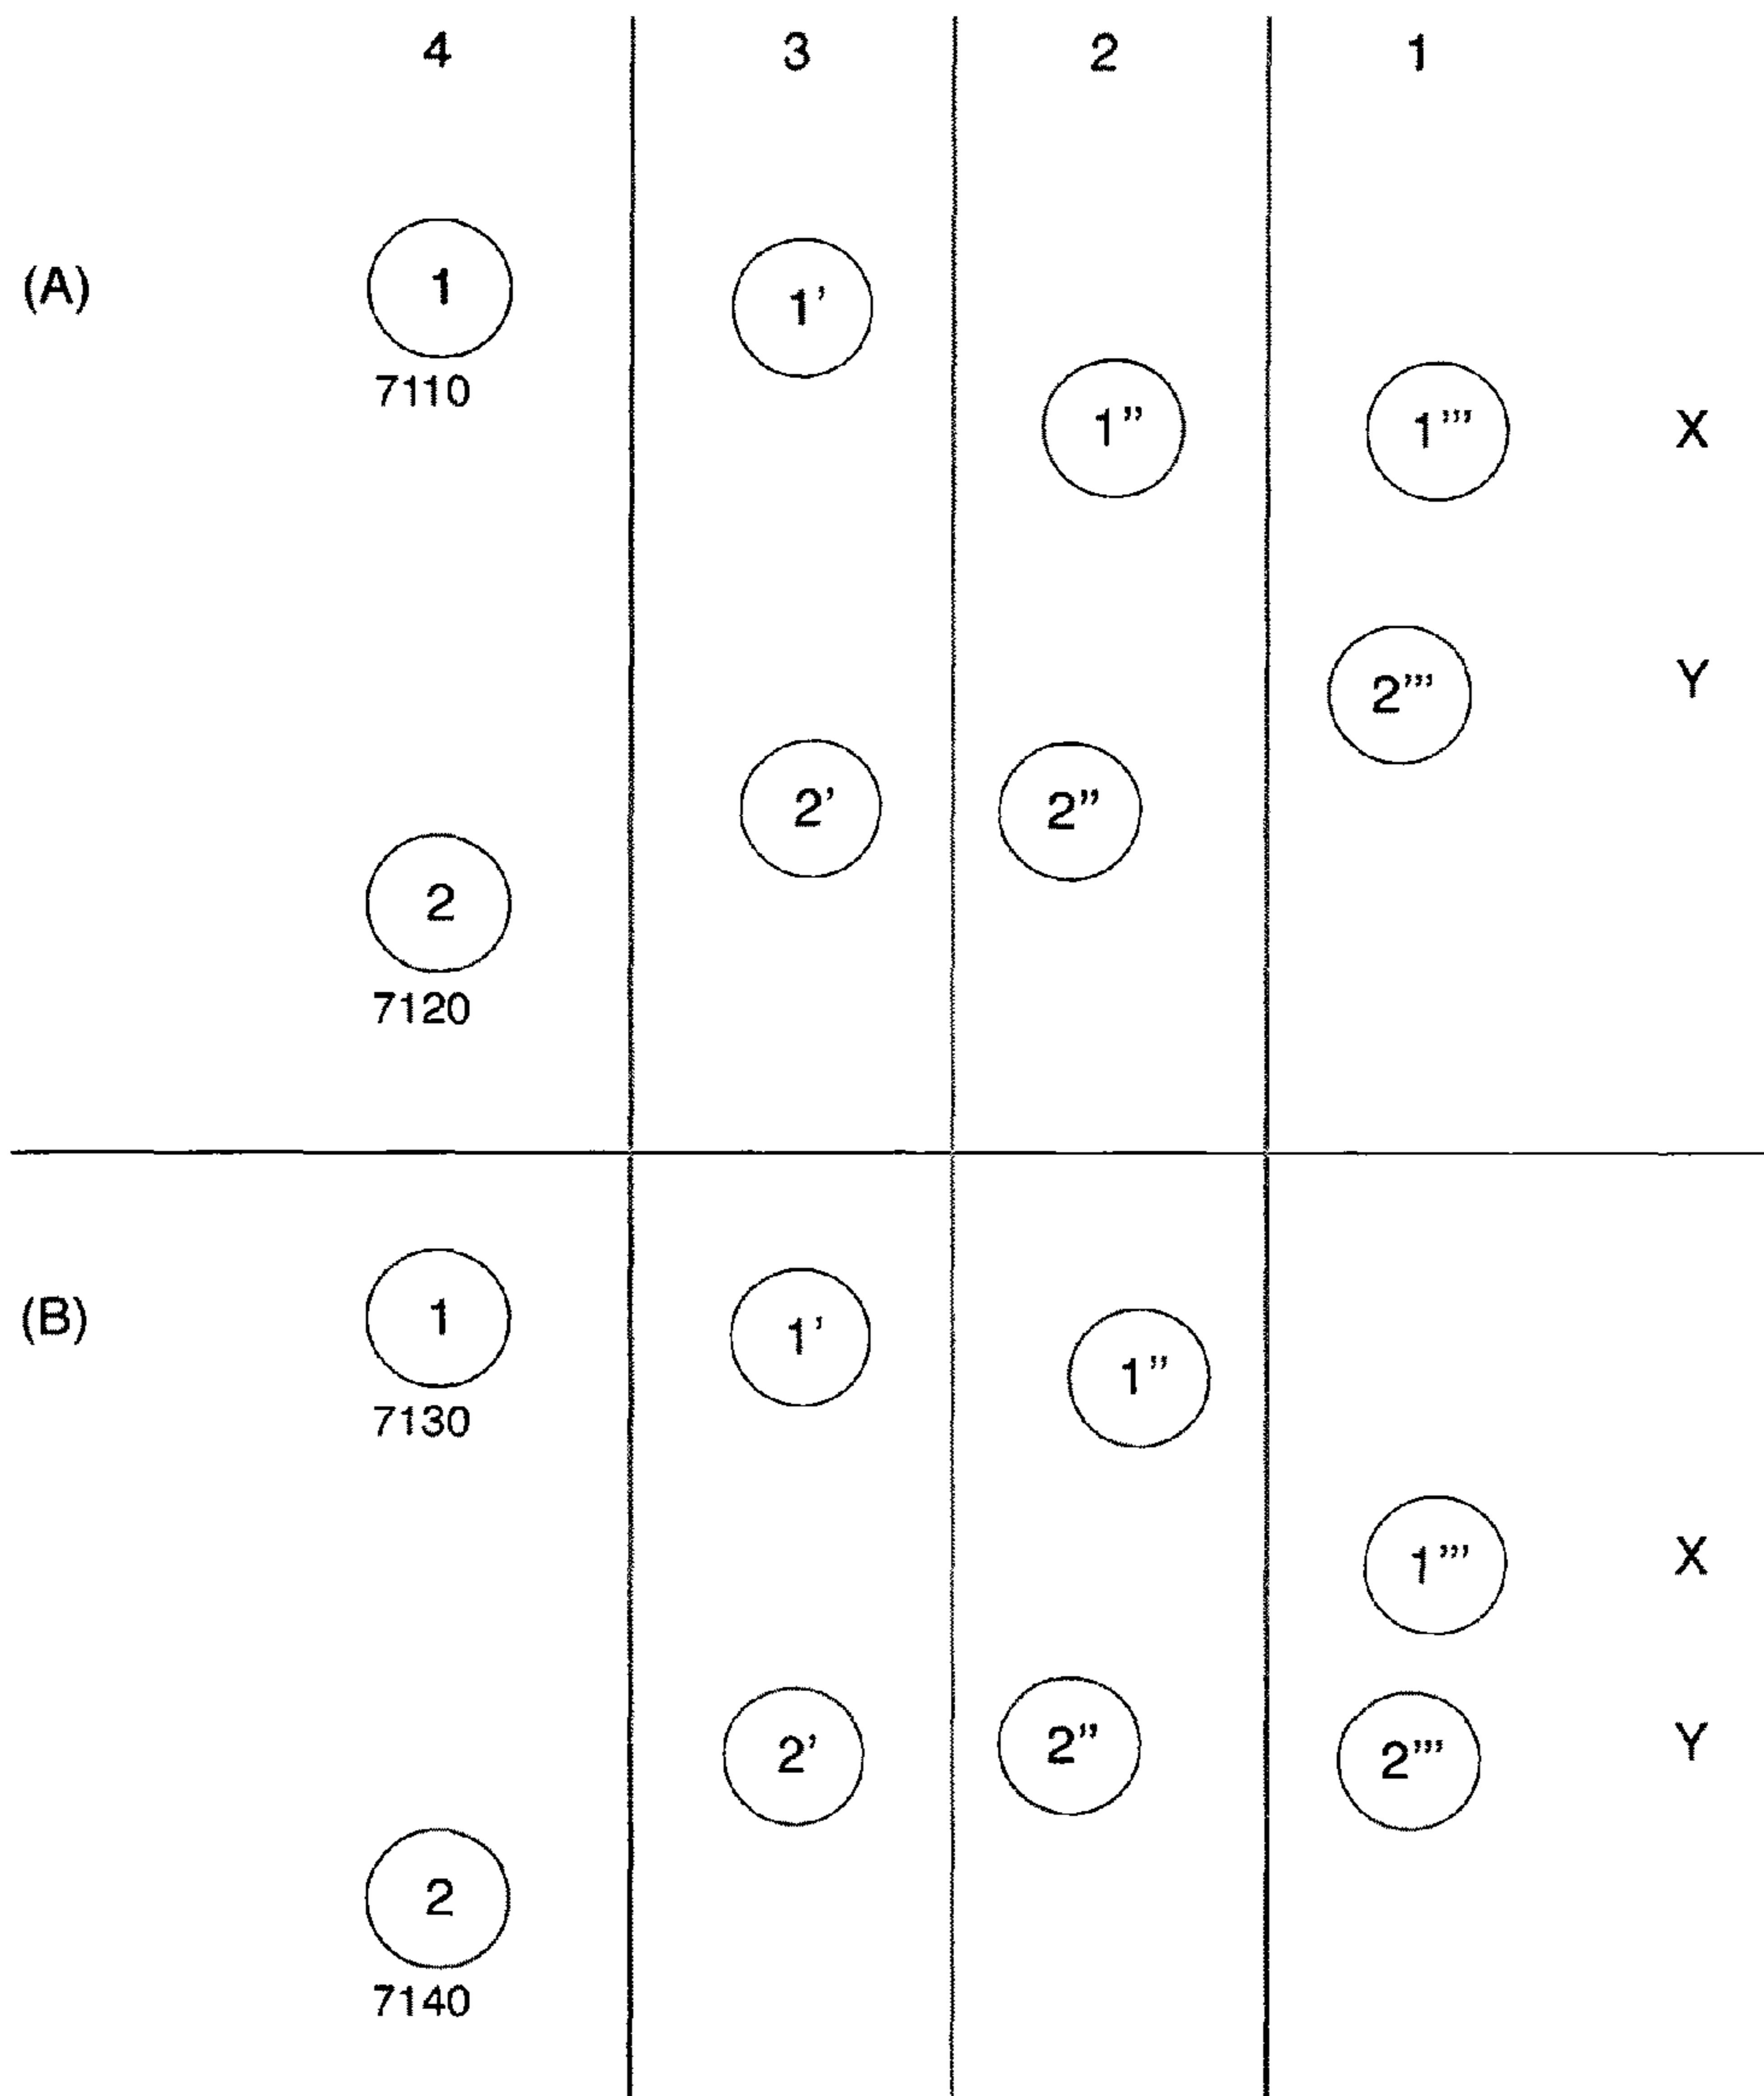 4 3 2 1
(A) 1 1'
7110
1” 1”’ X
2”’ Y
2' 2”
2
7120
(B) 1 1' 1”
7130
1”’ X
2' 2” 2”’ Y
2
7140